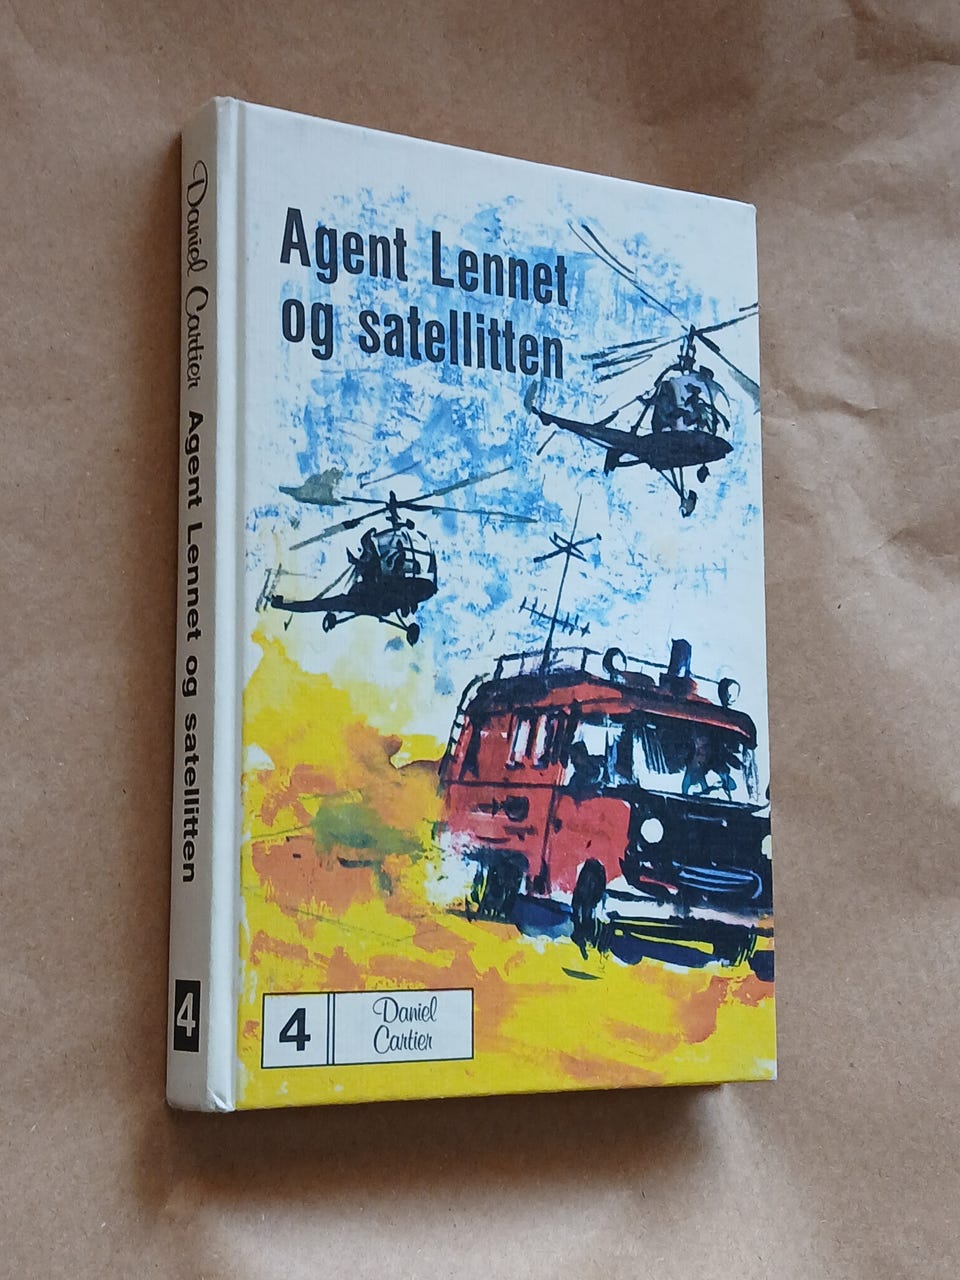 Agent Lennet
og satellitten
4
Daniel
Cartier
Daniel Cartier Agent Lennet og satellitten 4